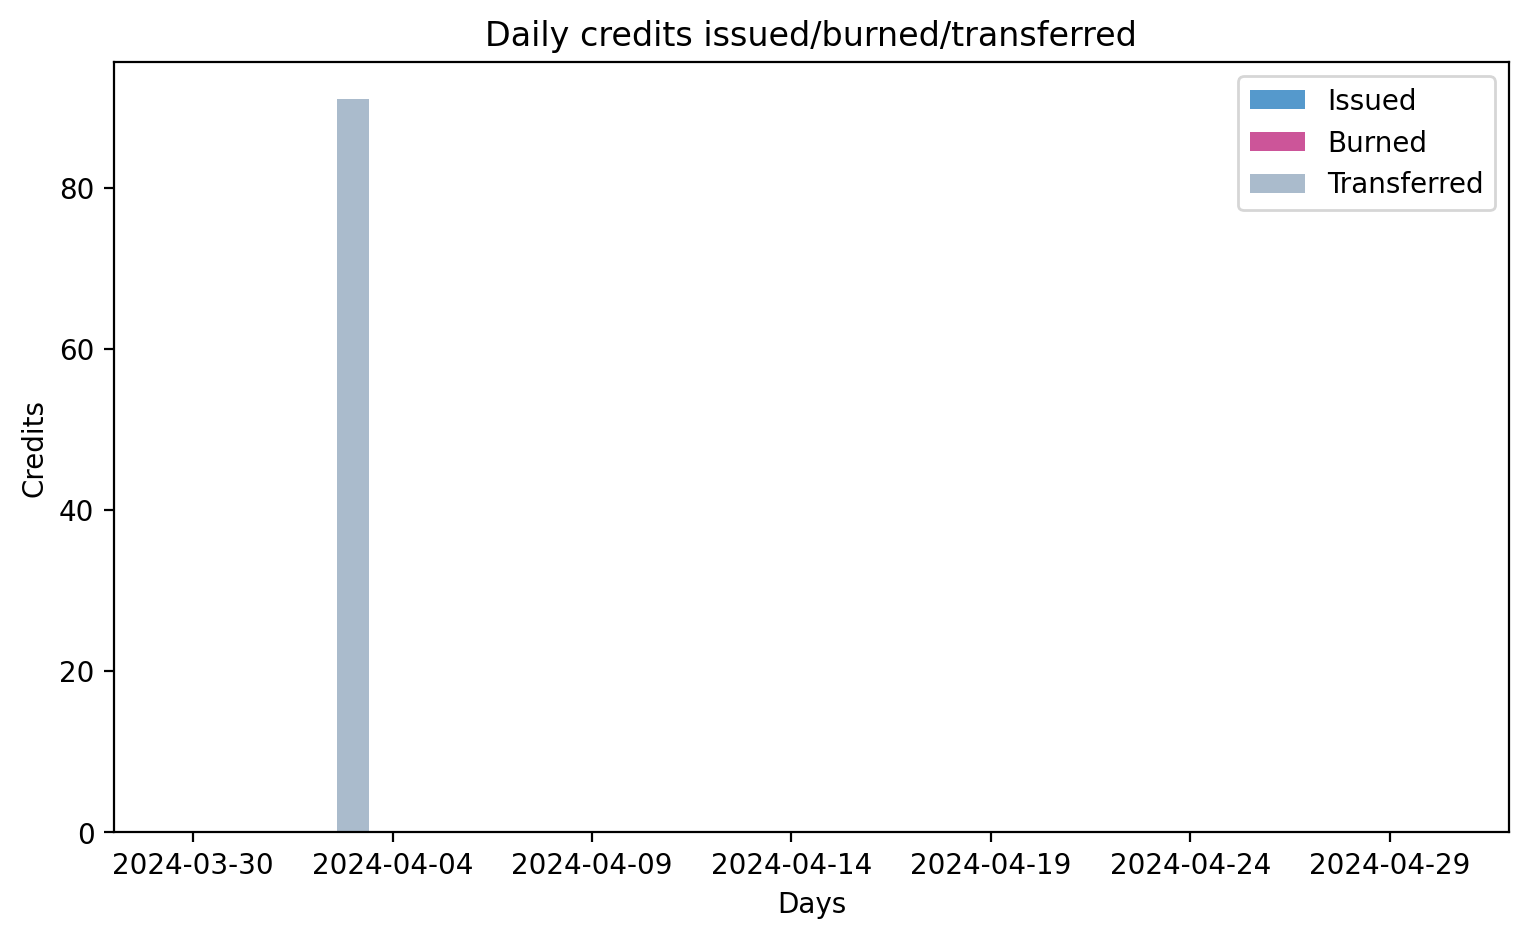 Daily credits issued/burned/transferred
Issued
Burned
Transferred
80
60
40
20
0
Credits
2024-03-30 2024-04-04 2024-04-09 2024-04-14 2024-04-19 2024-04-24 2024-04-29
Days